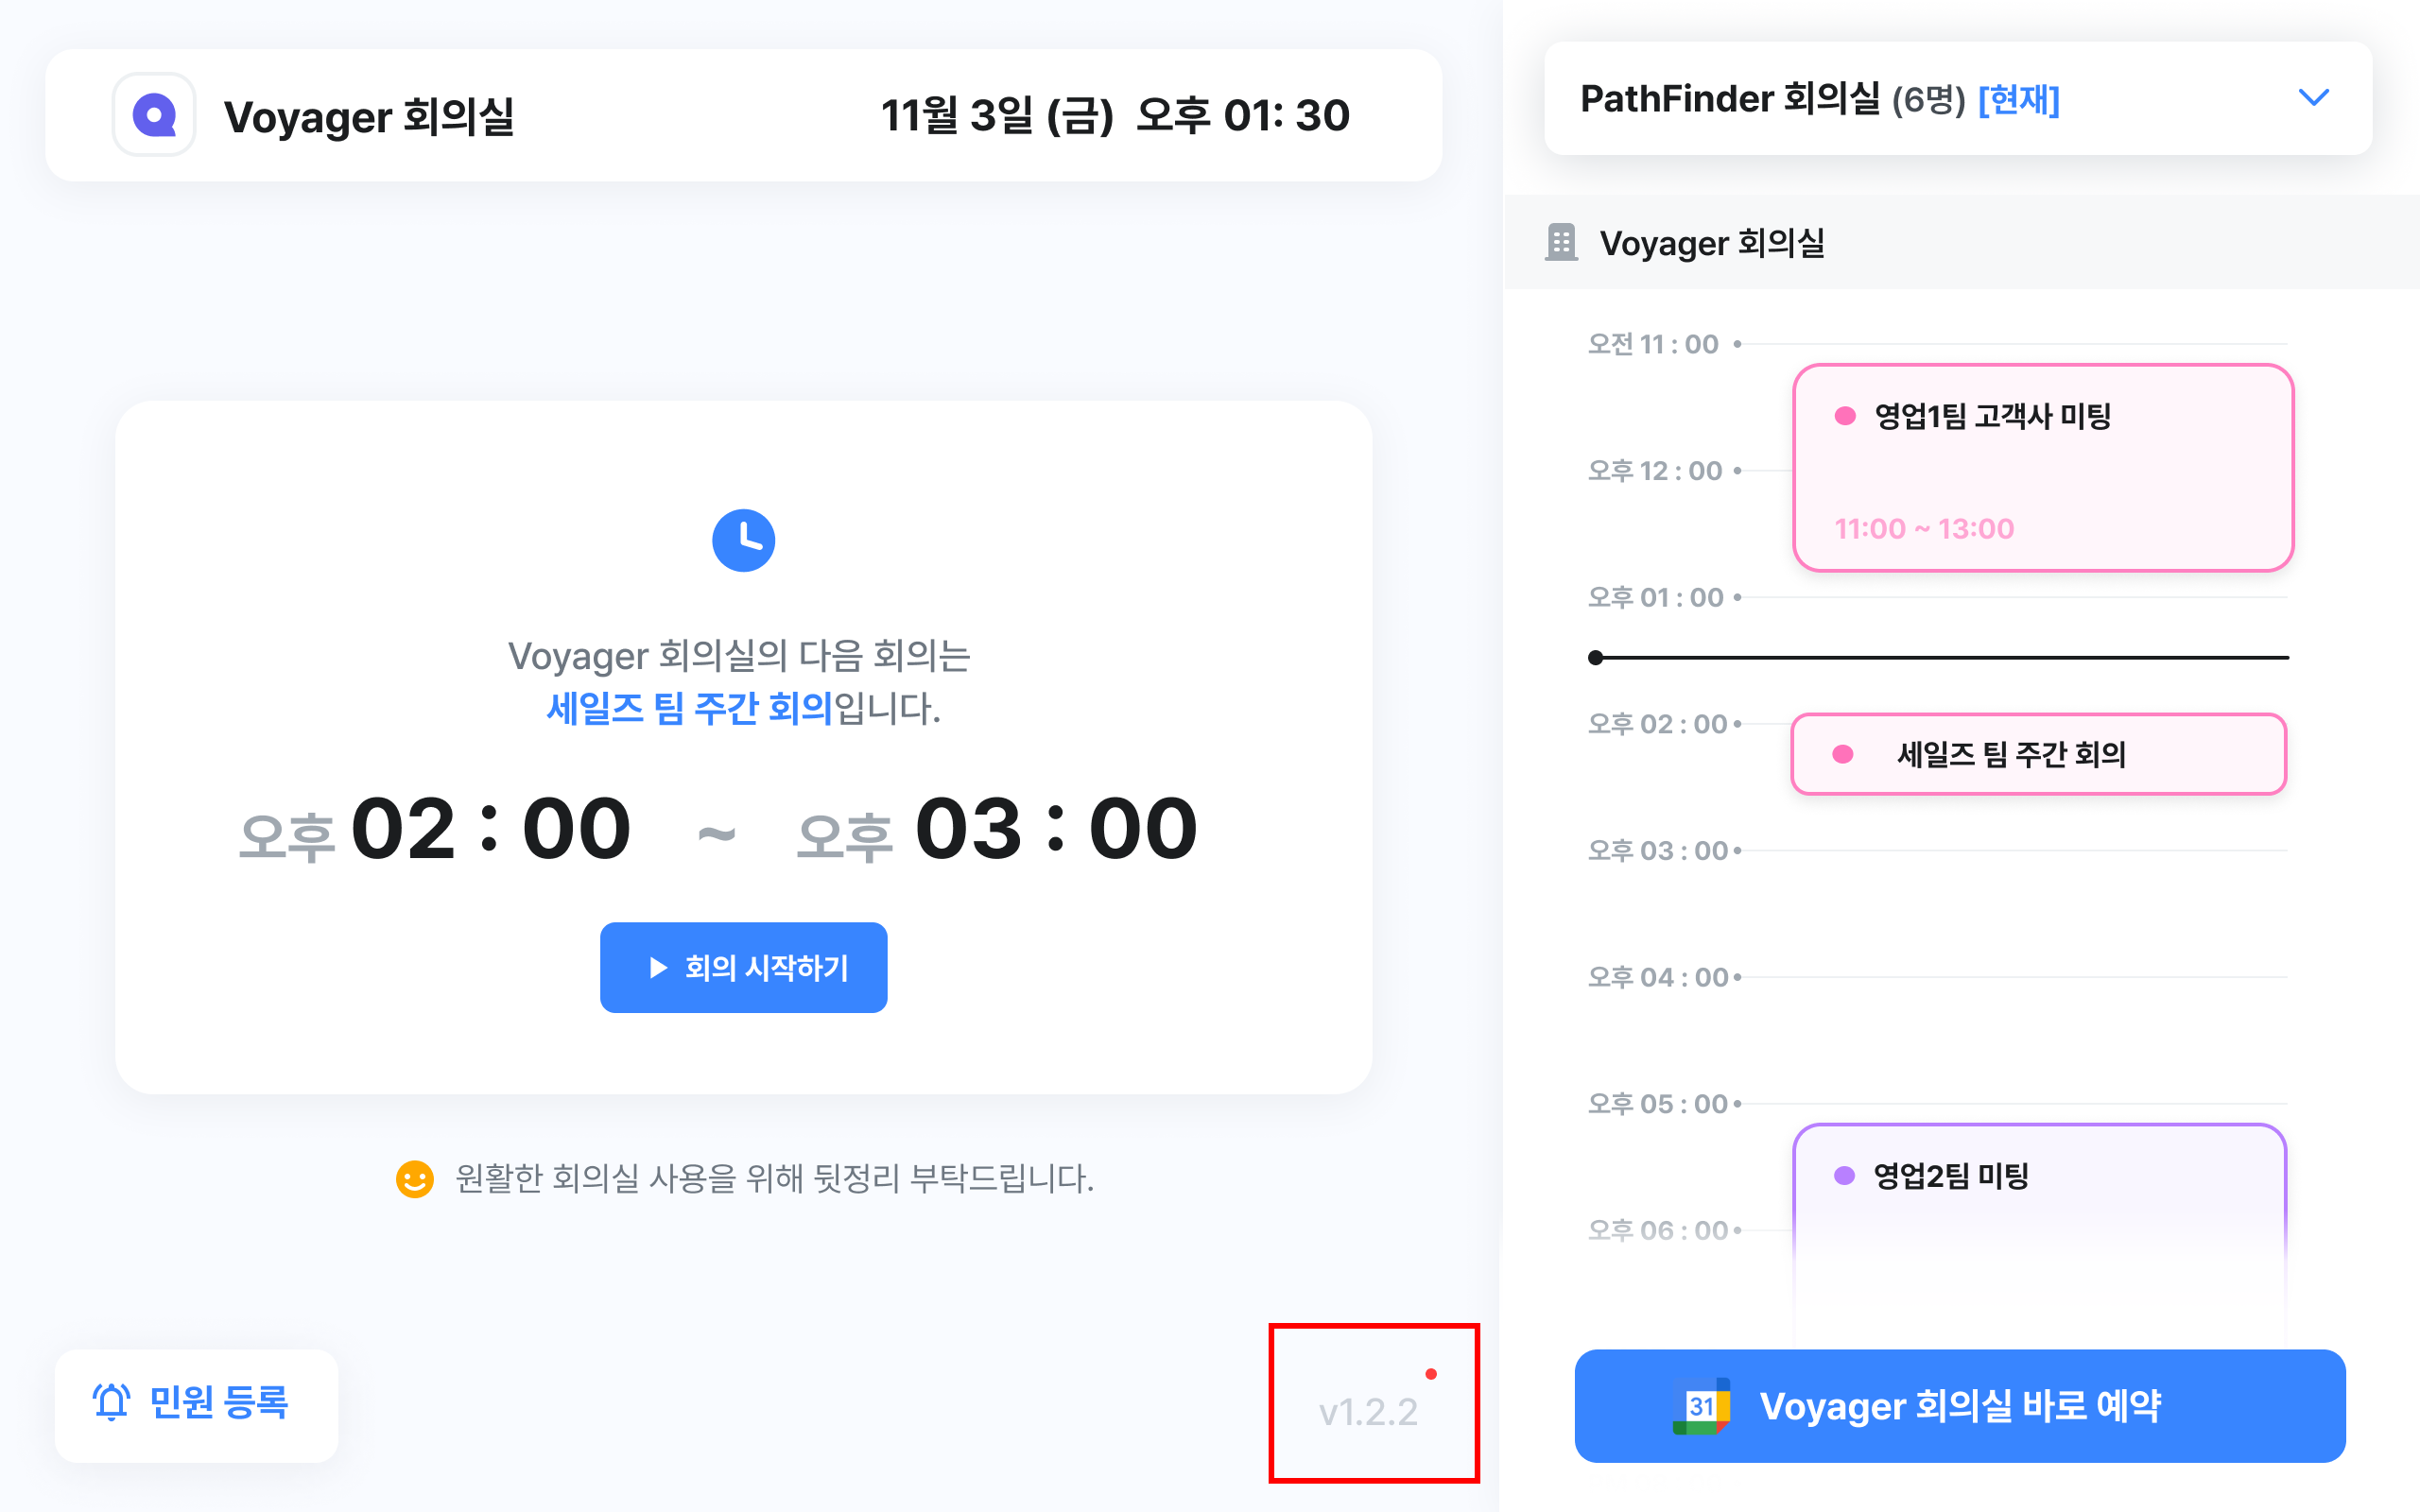 Voyager 회의실
11월 3일 (금) 오후 01: 30
Voyager 회의실의 다음 회의는
세일즈 팀 주간 회의입니다.
오후 02 : 00 ~ 오후 03 : 00
회의 시작하기
원활한 회의실 사용을 위해 뒷정리 부탁드립니다.
민원 등록
v1.2.2
PathFinder 회의실 (6명) [현재]
Voyager 회의실
오전 11 : 00
영업1팀 고객사 미팅
오후 12 : 00
11:00 ~ 13:00
오후 01 : 00
오후 02 : 00
세일즈 팀 주간 회의
오후 03 : 00
오후 04 : 00
오후 05 : 00
영업2팀 미팅
오후 06 : 00
31
Voyager 회의실 바로 예약